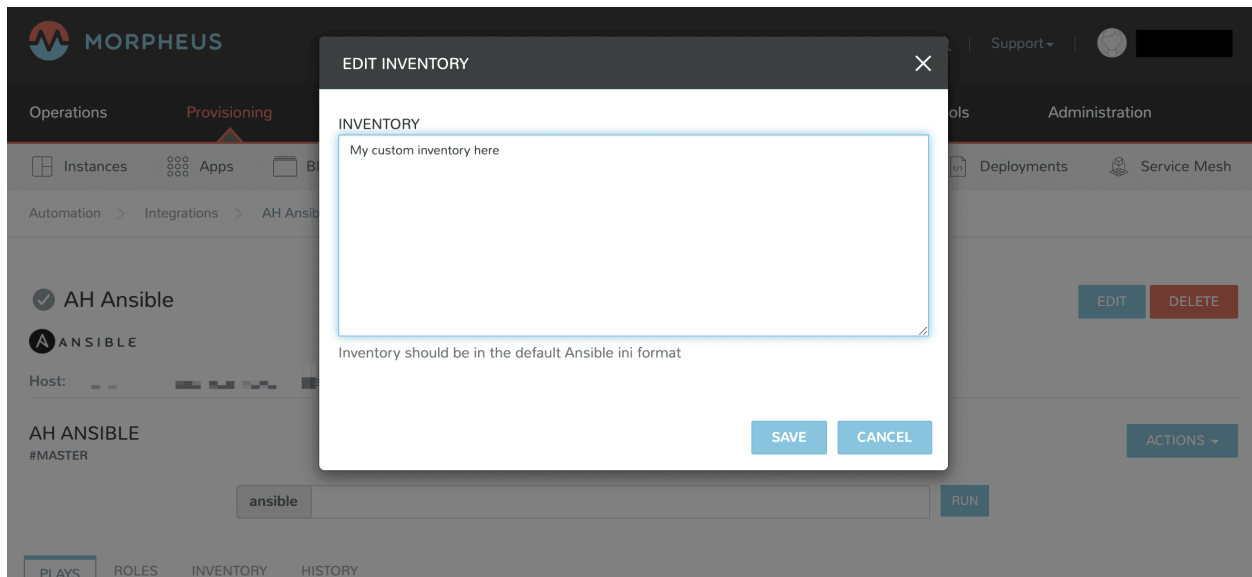 MORPHEUS
Support
EDIT INVENTORY
Operations
Provisioning
ols
Administration
INVENTORY
My custom inventory here
Instances
Apps
Bl
Deployments
Service Mesh
Automation
Integrations
AH Ansib
AH Ansible
EDIT
DELETE
ANSIBLE
Inventory should be in the default Ansible ini format
Host:
AH ANSIBLE
#MASTER
SAVE
CANCEL
ACTIONS
ansible
RUN
PLAYS
ROLES
INVENTORY
HISTORY